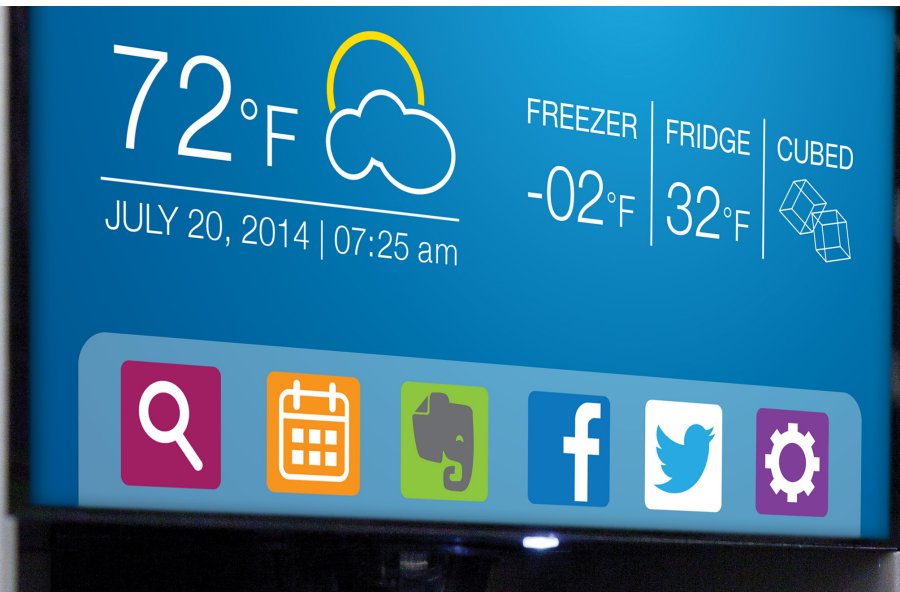 72°F
JULY 20, 2014 | 07:25 am
FREEZER
-02°F
FRIDGE
32°F
CUBED
f